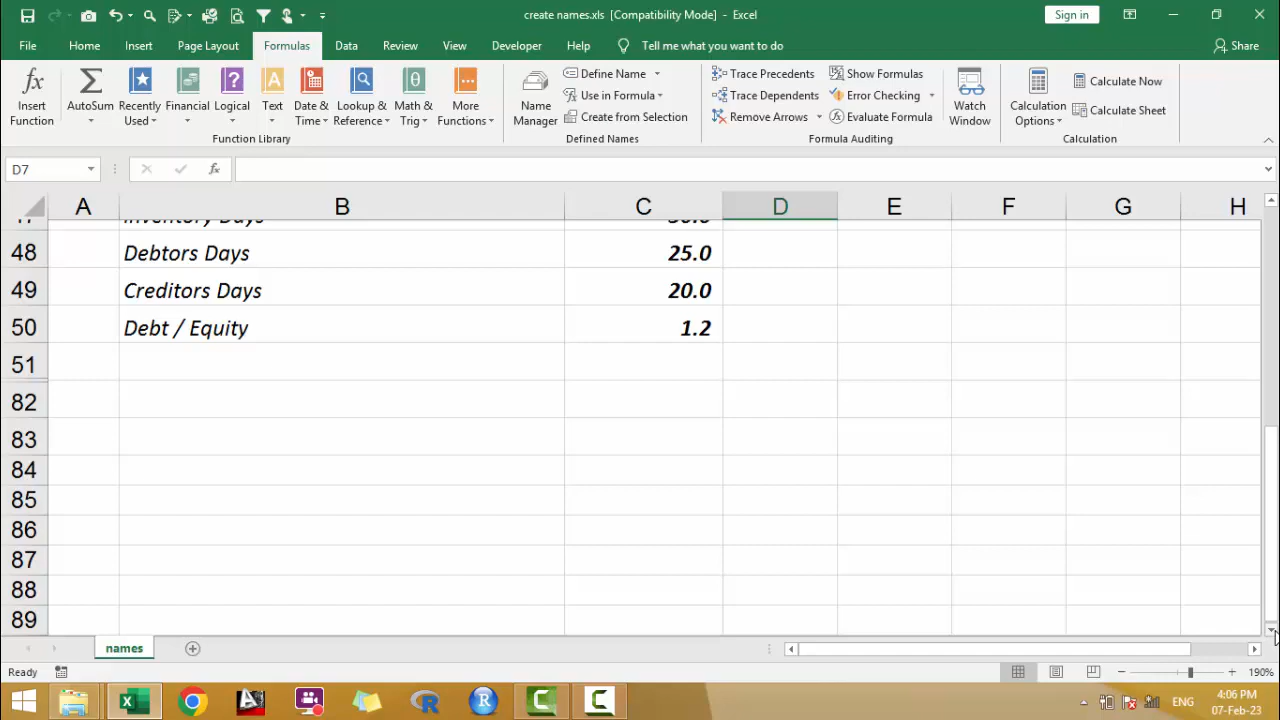 create names.xls [Compatibility Mode] - Excel
Sign in
File Home Insert Page Layout Formulas Data Review View Developer Help Tell me what you want to do Share
Insert Function
AutoSum
Recently Used
Financial
Logical
Text
Date & Time
Lookup & Reference
Math & Trig
More Functions
Function Library
Name Manager
Define Name
Use in Formula
Create from Selection
Defined Names
Trace Precedents
Trace Dependents
Remove Arrows
Show Formulas
Error Checking
Evaluate Formula
Formula Auditing
Watch Window
Calculation Options
Calculate Now
Calculate Sheet
Calculation
D7
fx
A B C D E F G H
48 Debtors Days 25.0
49 Creditors Days 20.0
50 Debt / Equity 1.2
51
82
83
84
85
86
87
88
89
names
Ready
190%
ENG
4:06 PM
07-Feb-23